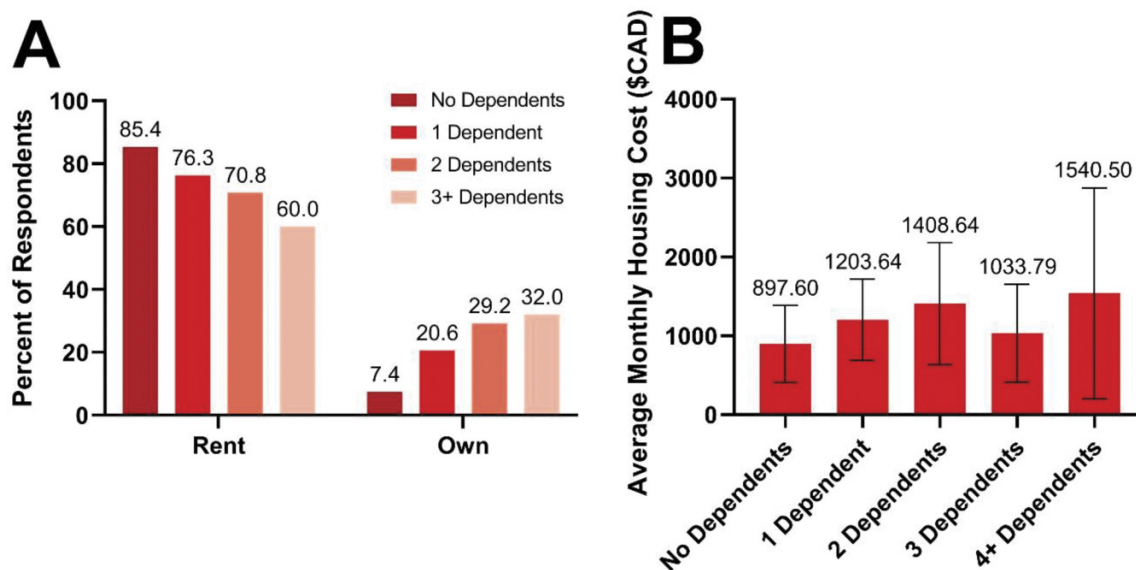 A
Percent of Respondents
100
80
60
40
20
0
85.4
76.3
70.8
60.0
7.4
20.6
29.2
32.0
Rent
Own
No Dependents
1 Dependent
2 Dependents
3+ Dependents
B
Average Monthly Housing Cost ($CAD)
4000
3000
2000
1000
0
897.60
1203.64
1408.64
1033.79
1540.50
No Dependents
1 Dependent
2 Dependents
3 Dependents
4+ Dependents